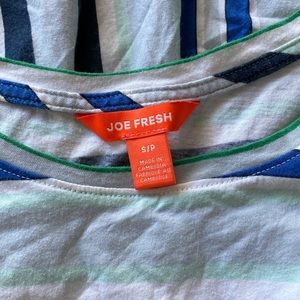 JOE FRESH
S/P
MADE IN
CAMBODIA
FABRIQUÉ AU
CAMBODGE